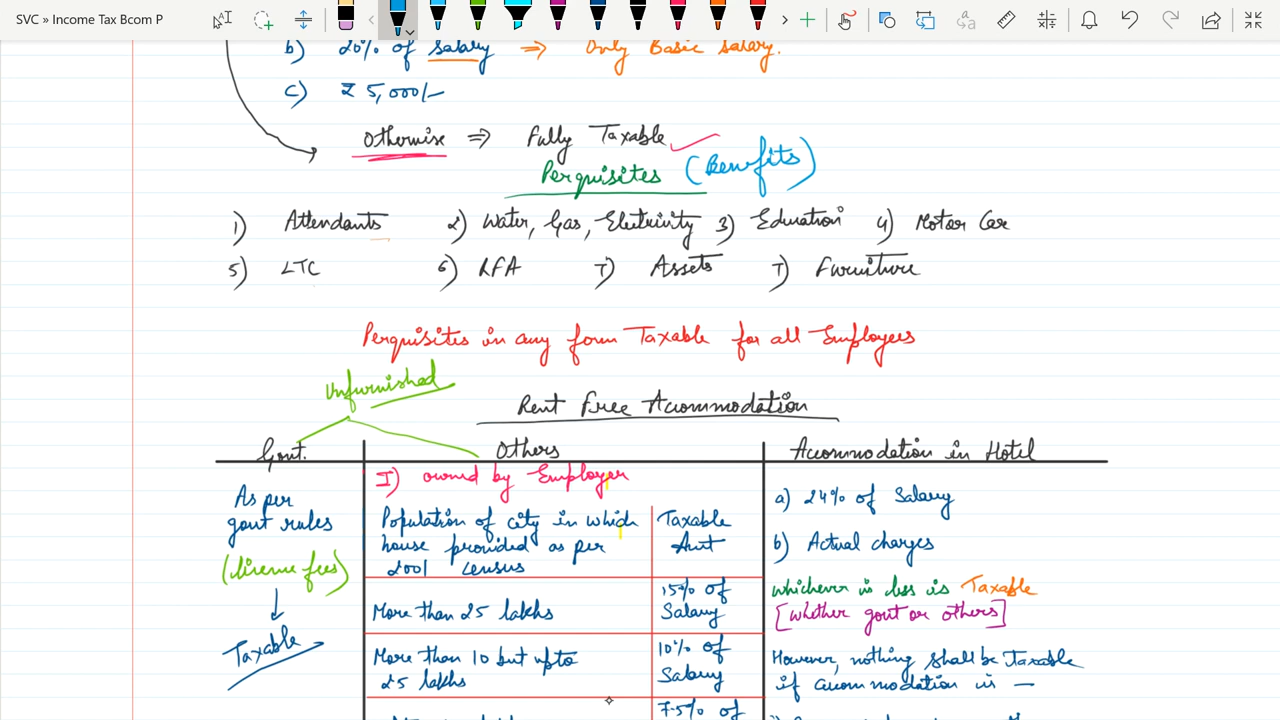 SVC » Income Tax Bcom P
b) 20% of Salary ⇒ Only Basic Salary.
c) ₹ 5,000/-
Otherwise ⇒ Fully Taxable
Perquisites (Benefits)
1) Attendants 2) Water, Gas, Eletricity 3) Education 4) Motor Car
5) LTC 6) LFA 7) Assets 7) Furniture
Perquisites in any form Taxable for all Employees
Unfurnished
Rent Free Accommodation
Govt. Others Accommodation in Hotel
I) owned by Employer
As per
govt rules
(license fees)
Taxable
Population of city in which
house provided as per
2001 census
Taxable
Amt
More than 25 lakhs
15% of
Salary
More than 10 but upto
25 lakhs
10% of
Salary
7.5% of
a) 24% of Salary
b) Actual charges
whichever is less is Taxable
[whether govt or others]
However, nothing shall be Taxable
if accommodation is —